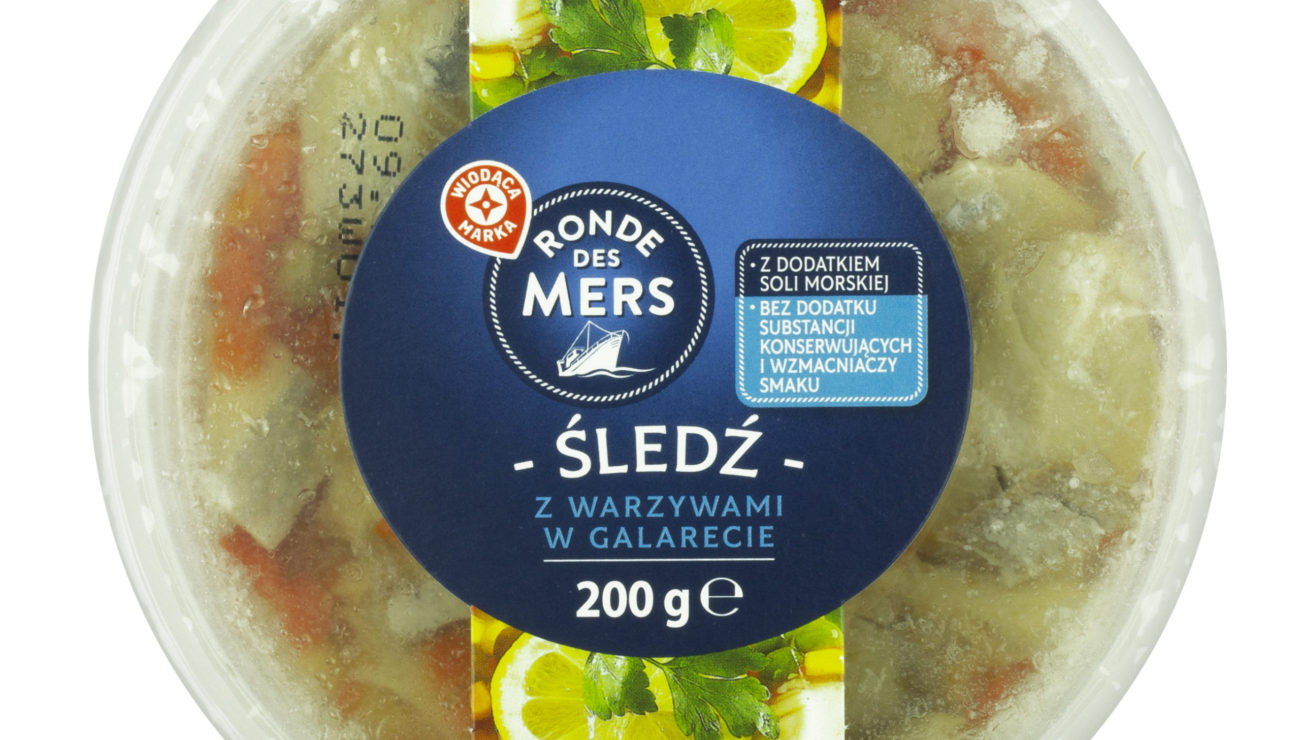 WIODĄCA
MARKA
RONDE
DES
MERS
• Z DODATKIEM
SOLI MORSKIEJ
• BEZ DODATKU
SUBSTANCJI
KONSERWUJĄCYCH
I WZMACNIACZY
SMAKU
- ŚLEDŹ -
Z WARZYWAMI
W GALARECIE
200 g ℮